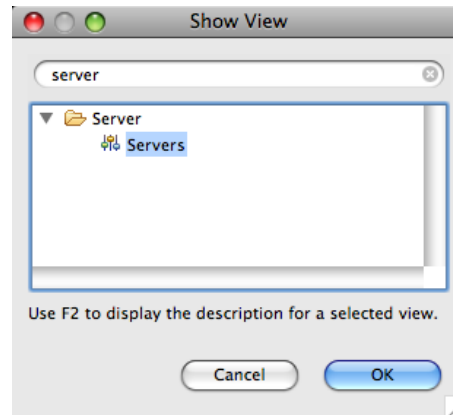 Show View
server
Server
Servers
Use F2 to display the description for a selected view.
Cancel OK